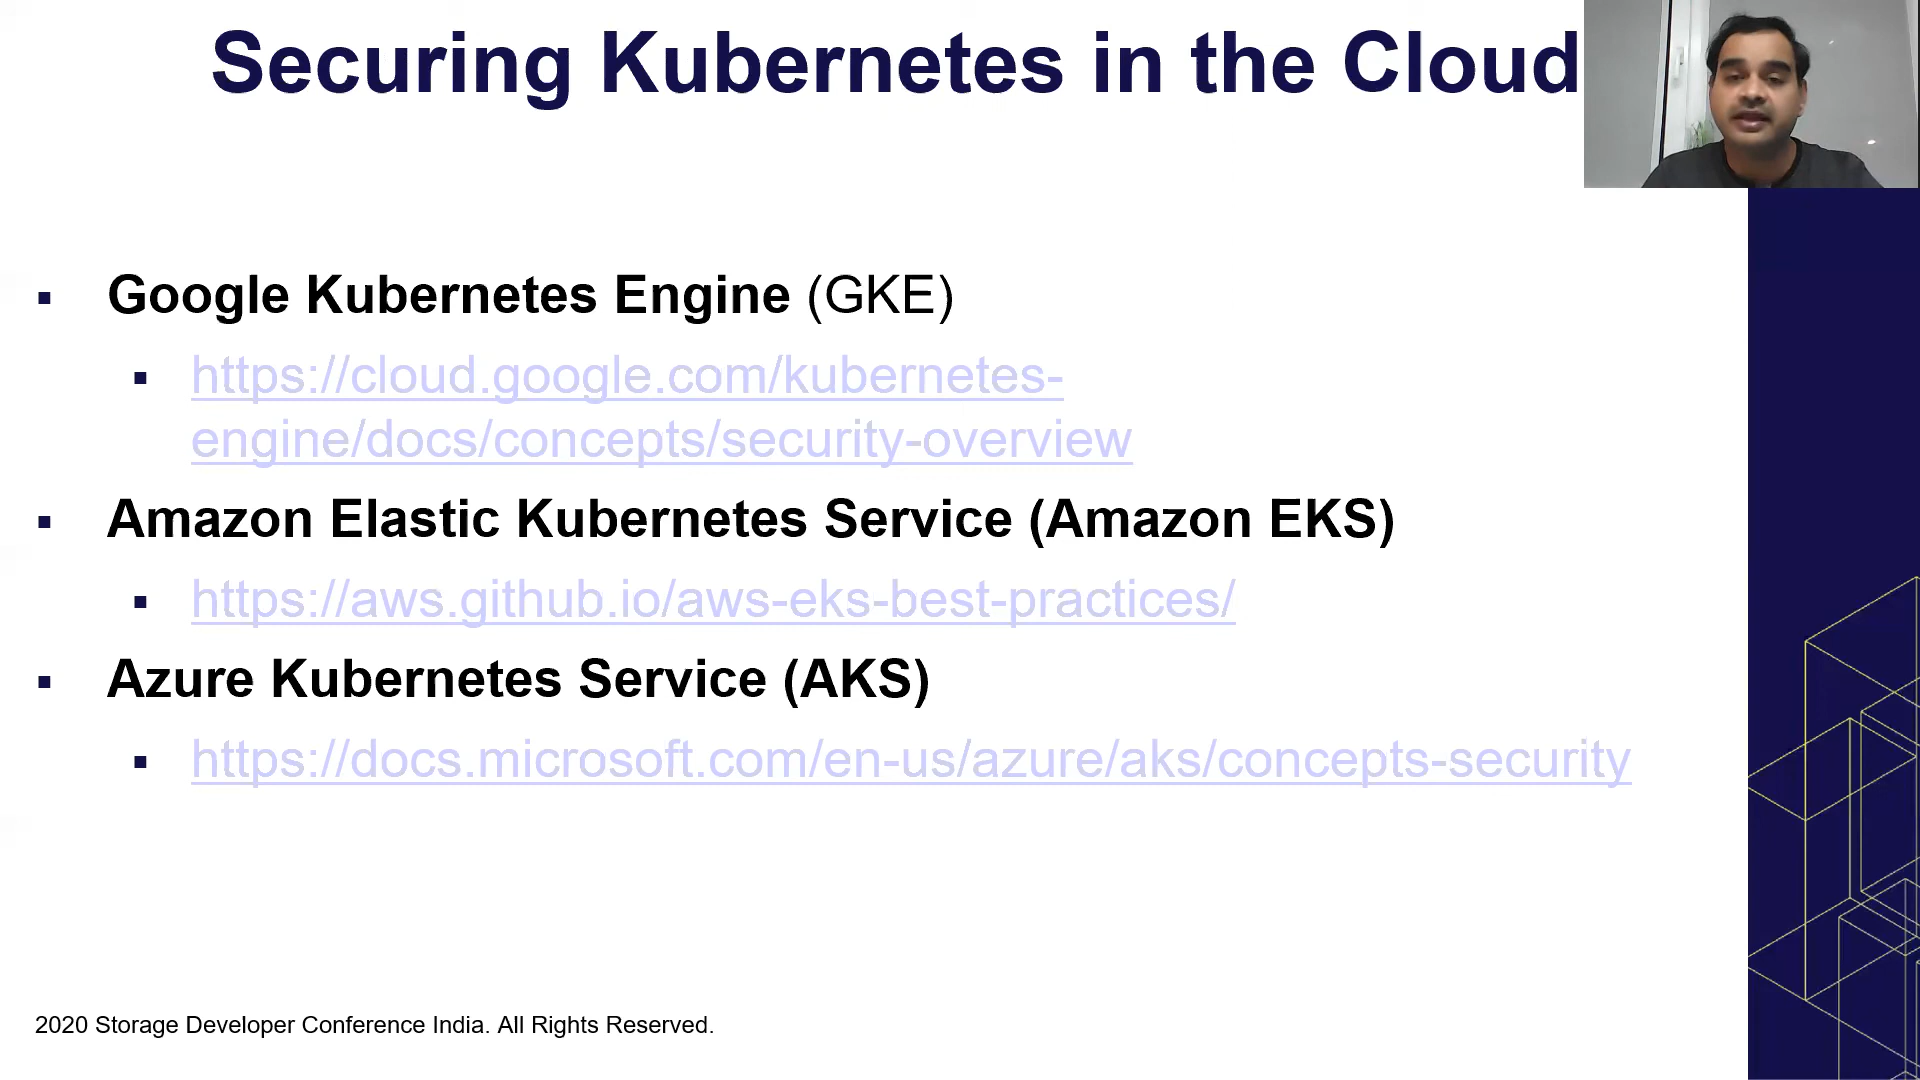 Securing Kubernetes in the Cloud
Google Kubernetes Engine (GKE)
https://cloud.google.com/kubernetes-
engine/docs/concepts/security-overview
Amazon Elastic Kubernetes Service (Amazon EKS)
https://aws.github.io/aws-eks-best-practices/
Azure Kubernetes Service (AKS)
https://docs.microsoft.com/en-us/azure/aks/concepts-security
2020 Storage Developer Conference India. All Rights Reserved.